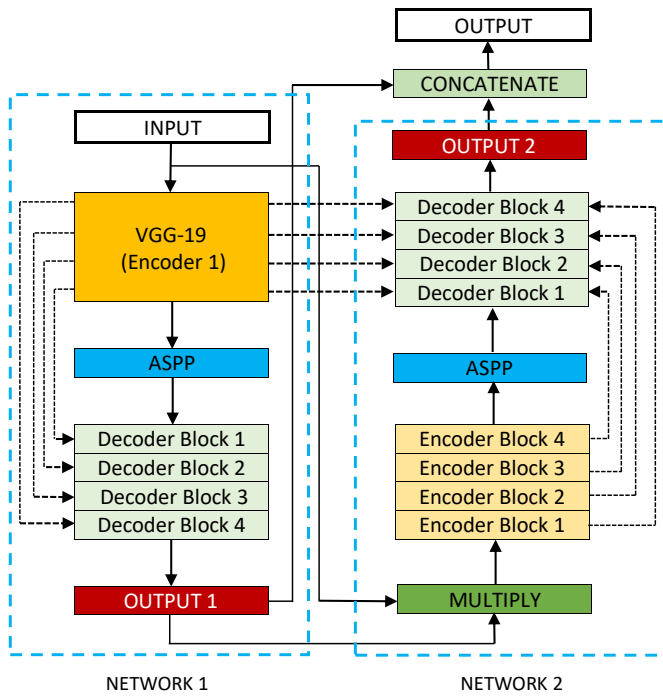 INPUT
VGG-19
(Encoder 1)
ASPP
Decoder Block 1
Decoder Block 2
Decoder Block 3
Decoder Block 4
OUTPUT 1
NETWORK 1
OUTPUT
CONCATENATE
OUTPUT 2
Decoder Block 4
Decoder Block 3
Decoder Block 2
Decoder Block 1
ASPP
Encoder Block 4
Encoder Block 3
Encoder Block 2
Encoder Block 1
MULTIPLY
NETWORK 2